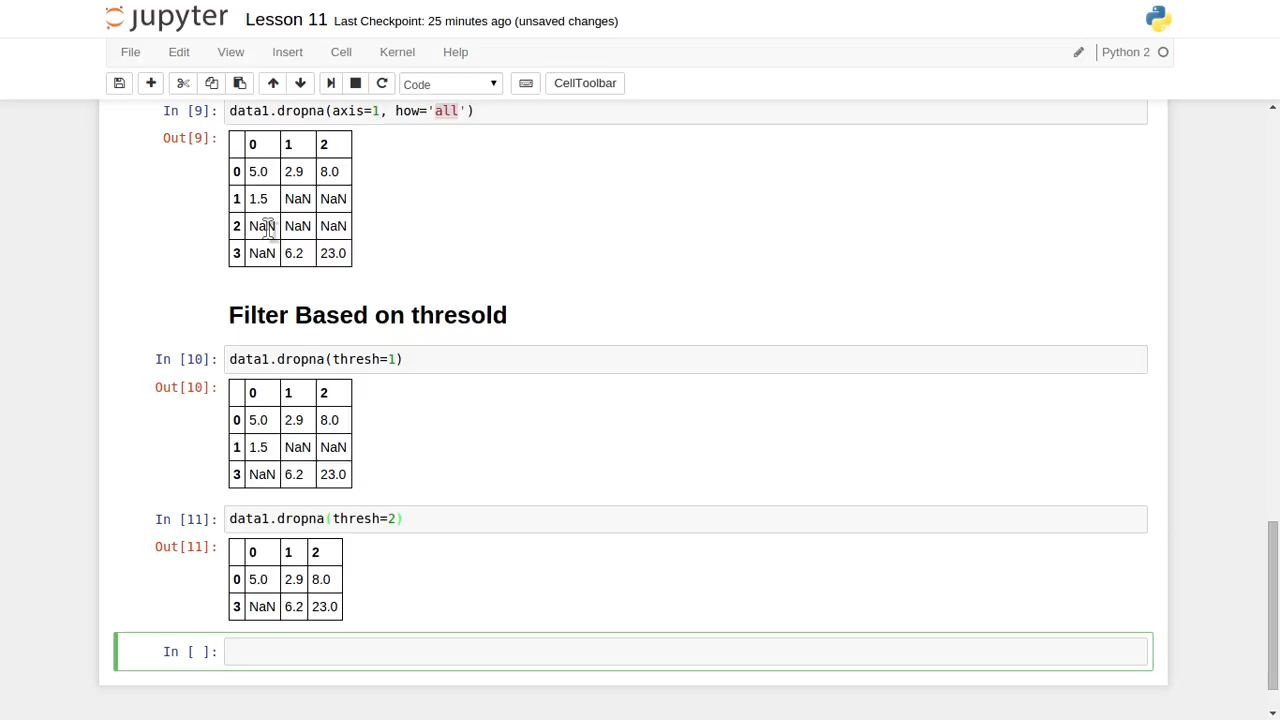 jupyter Lesson 11 Last Checkpoint: 25 minutes ago (unsaved changes)
File Edit View Insert Cell Kernel Help Python 2
Code CellToolbar
In [9]: data1.dropna(axis=1, how='all')
Out[9]:
0 1 2
0 5.0 2.9 8.0
1 1.5 NaN NaN
2 NaN NaN NaN
3 NaN 6.2 23.0
Filter Based on thresold
In [10]: data1.dropna(thresh=1)
Out[10]:
0 1 2
0 5.0 2.9 8.0
1 1.5 NaN NaN
3 NaN 6.2 23.0
In [11]: data1.dropna(thresh=2)
Out[11]:
0 1 2
0 5.0 2.9 8.0
3 NaN 6.2 23.0
In [ ]: